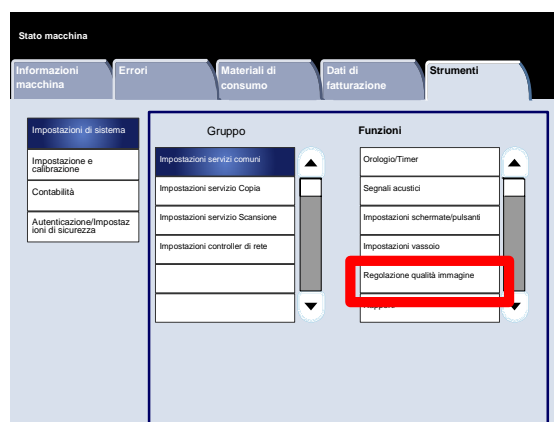 Stato macchina
Informazioni
macchina
Errori
Materiali di
consumo
Dati di
fatturazione
Strumenti
Impostazioni di sistema
Impostazione e
calibrazione
Contabilità
Autenticazione/Impostaz
ioni di sicurezza
Gruppo
Impostazioni servizi comuni
Impostazioni servizio Copia
Impostazioni servizio Scansione
Impostazioni controller di rete
Funzioni
Orologio/Timer
Segnali acustici
Impostazioni schermate/pulsanti
Impostazioni vassoio
Regolazione qualità immagine